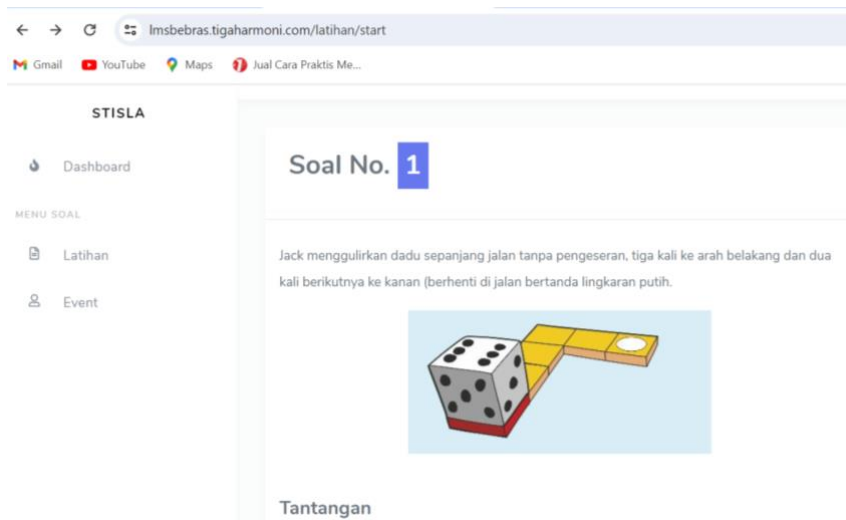 lmsbebras.tigaharmoni.com/latihan/start
Gmail YouTube Maps Jual Cara Praktis Me...
STISLA
Dashboard
MENU SOAL
Latihan
Event
Soal No. 1
Jack menggulirkan dadu sepanjang jalan tanpa pengeseran, tiga kali ke arah belakang dan dua
kali berikutnya ke kanan (berhenti di jalan bertanda lingkaran putih.
Tantangan